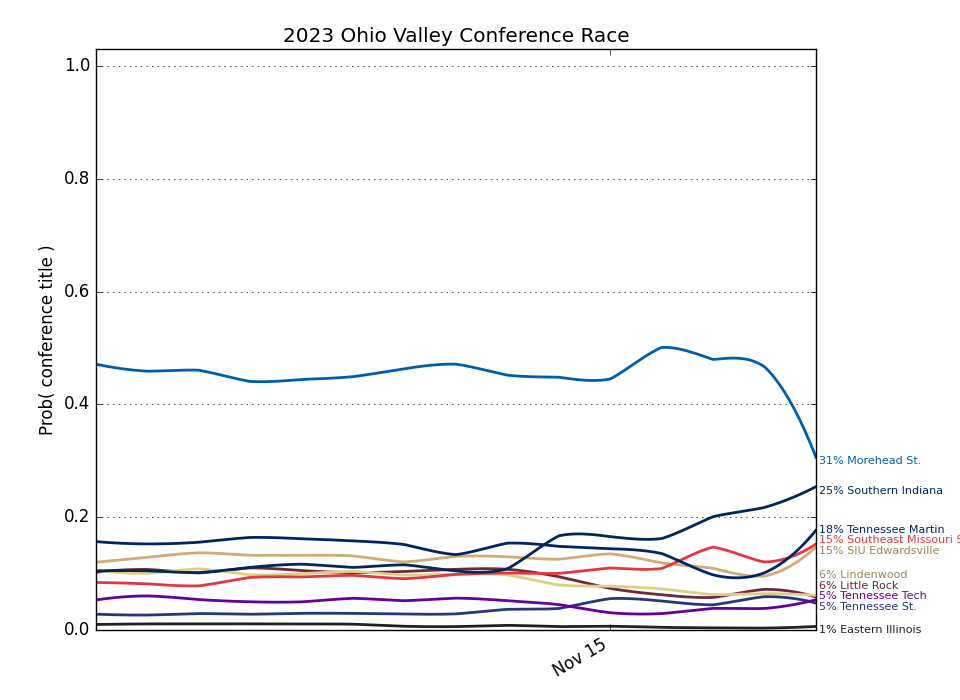 2023 Ohio Valley Conference Race
1.0
0.8
0.6
0.4
0.2
0.0
Prob( conference title )
Nov 15
31% Morehead St.
25% Southern Indiana
18% Tennessee Martin
15% Southeast Missouri S
15% SIU Edwardsville
6% Lindenwood
6% Little Rock
5% Tennessee Tech
5% Tennessee St.
1% Eastern Illinois